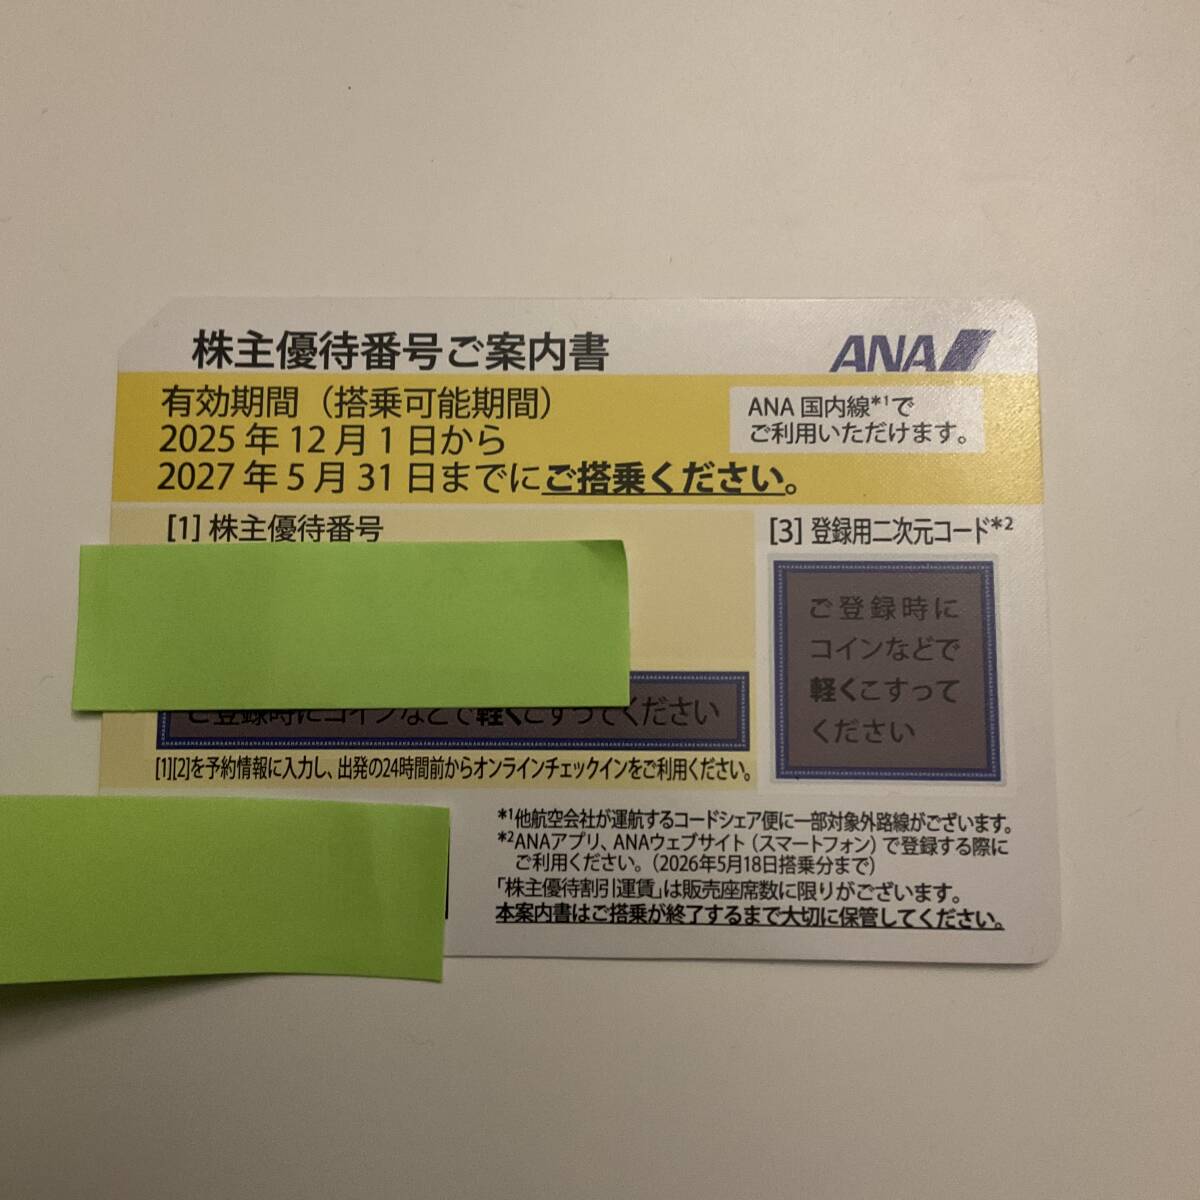 株主優待番号ご案内書
ANA
有効期間（搭乗可能期間）
2025年12月1日から
2027年5月31日までにご搭乗ください。
ANA国内線*1で
ご利用いただけます。
[1] 株主優待番号
ご登録時にコインなどで軽くこすってください
[1][2]を予約情報に入力し、出発の24時間前からオンラインチェックインをご利用ください。
[3] 登録用二次元コード*2
ご登録時に
コインなどで
軽くこすって
ください
*1他航空会社が運航するコードシェア便に一部対象外路線がございます。
*2ANAアプリ、ANAウェブサイト（スマートフォン）で登録する際に
ご利用ください。（2026年5月18日搭乗分まで）
「株主優待割引運賃」は販売座席数に限りがございます。
本案内書はご搭乗が終了するまで大切に保管してください。